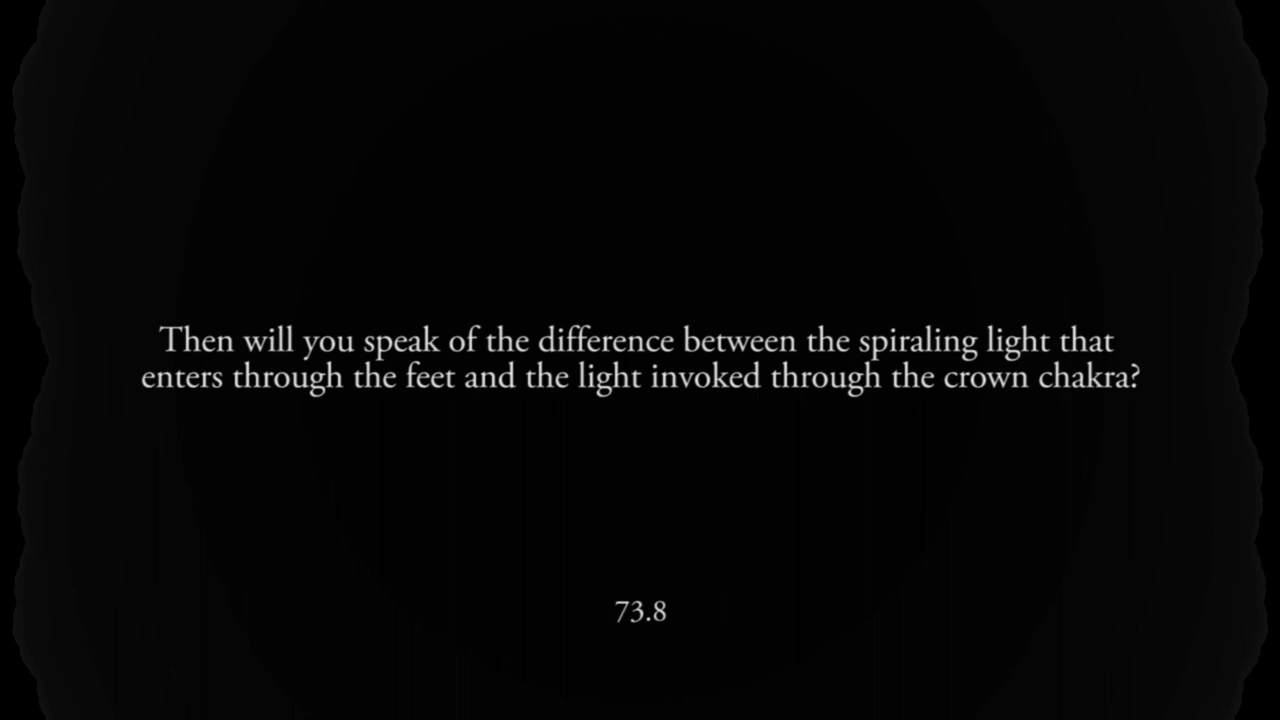 Then will you speak of the difference between the spiraling light that
enters through the feet and the light invoked through the crown chakra?
73.8